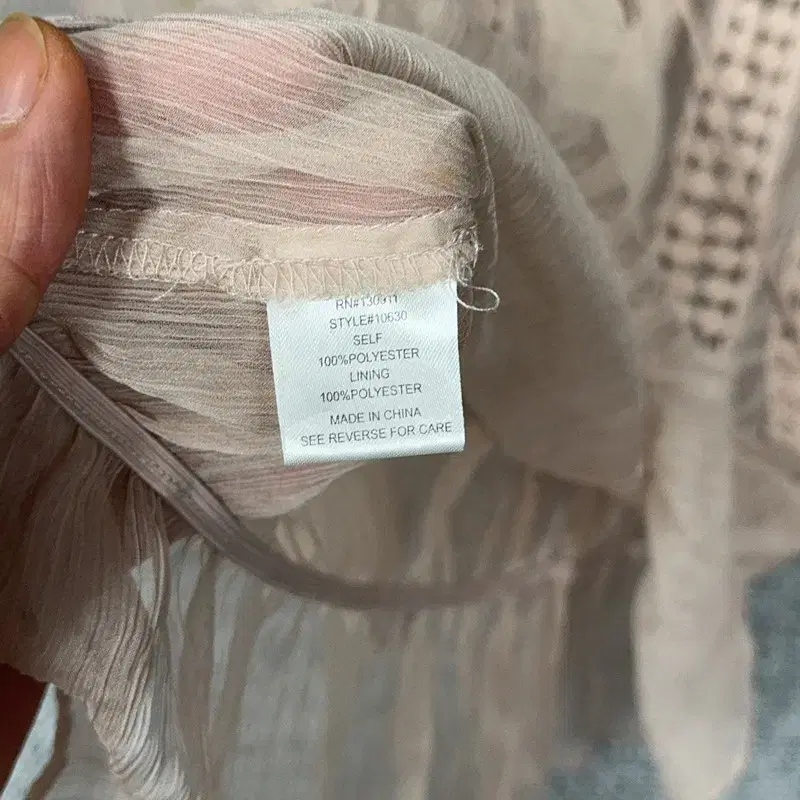 RN#130911
STYLE#10630
SELF
100%POLYESTER
LINING
100%POLYESTER
MADE IN CHINA
SEE REVERSE FOR CARE